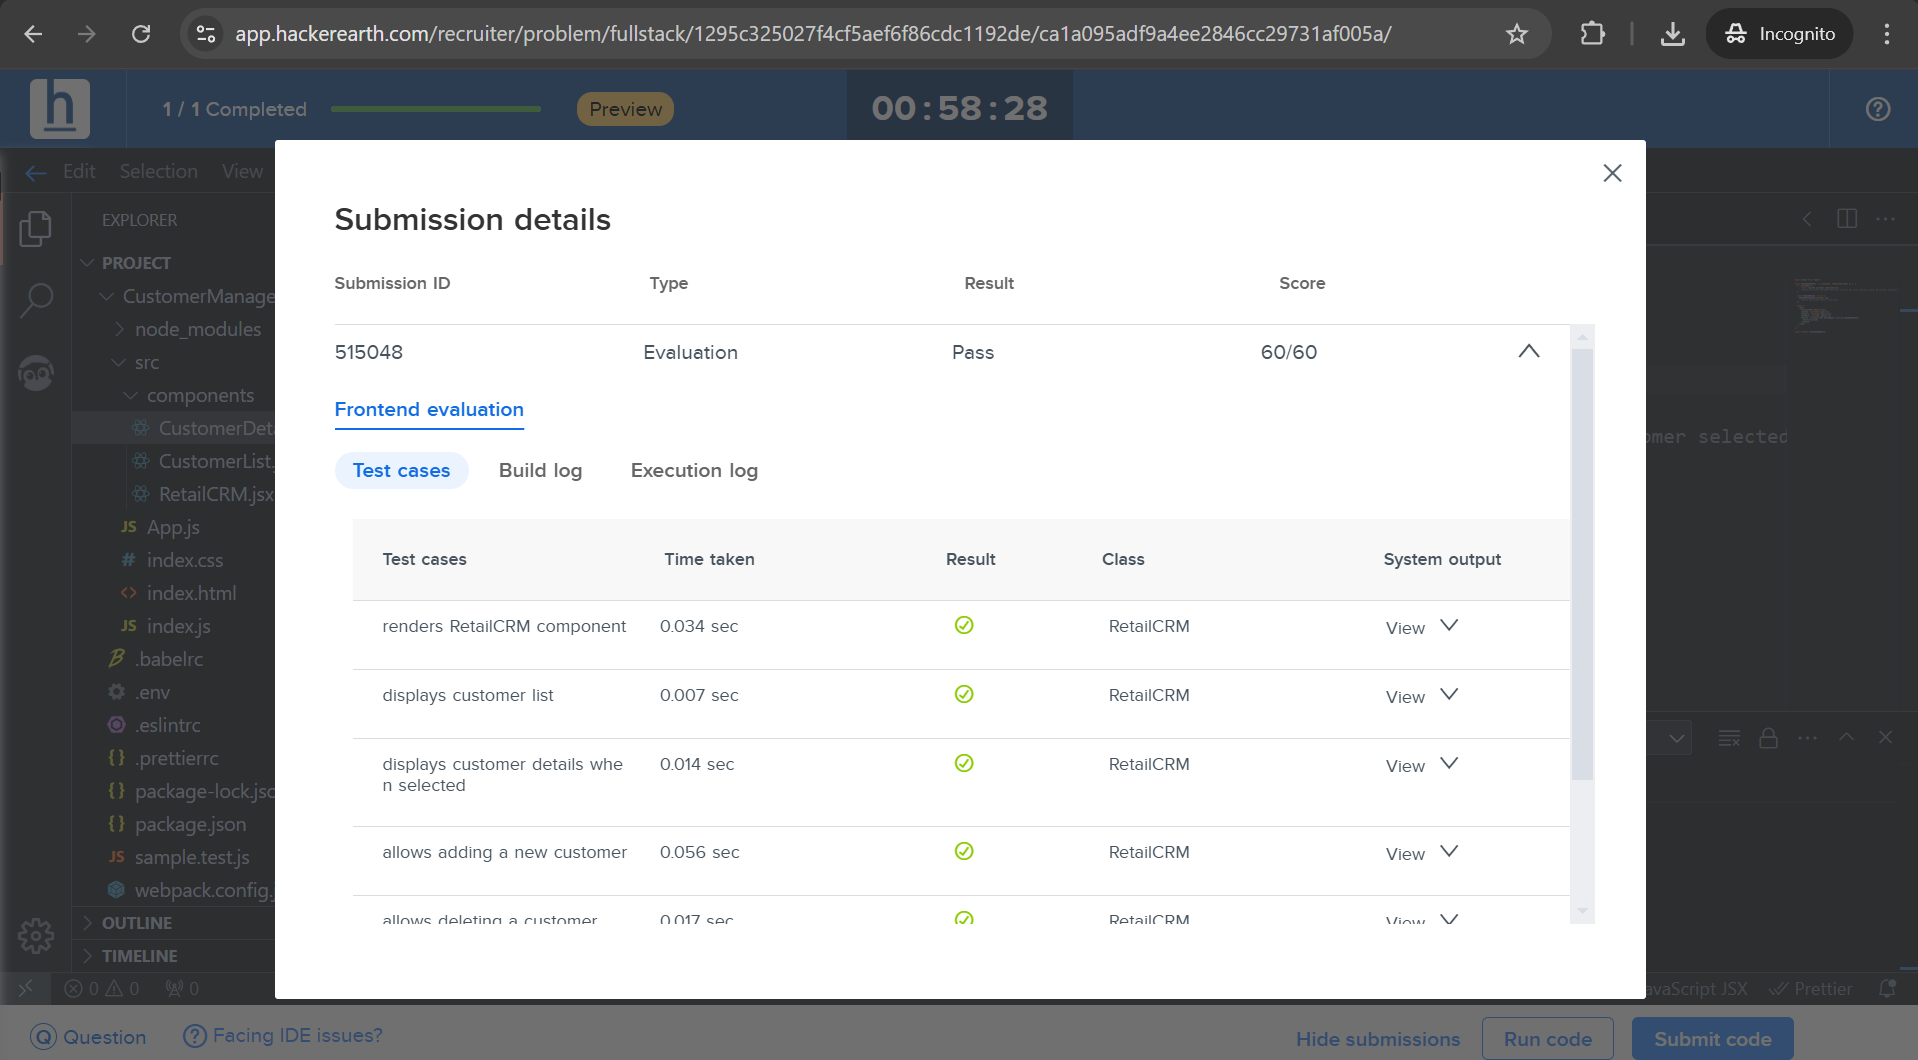 app.hackerearth.com/recruiter/problem/fullstack/1295c325027f4cf5aef6f86cdc1192de/ca1a095adf9a4ee2846cc29731af005a/
Incognito
h
1 / 1 Completed
Preview
00:58:28
Edit Selection View
EXPLORER
PROJECT
CustomerManage
node_modules
src
components
CustomerDeta
CustomerList.
RetailCRM.jsx
JS App.js
# index.css
<> index.html
JS index.js
.babelrc
.env
.eslintrc
{} .prettierrc
{} package-lock.jsc
{} package.json
JS sample.test.js
webpack.config.
OUTLINE
TIMELINE
0 0 0
Submission details
Submission ID Type Result Score
515048 Evaluation Pass 60/60
Frontend evaluation
Test cases Build log Execution log
Test cases Time taken Result Class System output
renders RetailCRM component 0.034 sec RetailCRM View
displays customer list 0.007 sec RetailCRM View
displays customer details whe
n selected 0.014 sec RetailCRM View
allows adding a new customer 0.056 sec RetailCRM View
allows deleting a customer 0.017 sec RetailCRM View
omer selected
avaScript JSX Prettier
Q Question
? Facing IDE issues?
Hide submissions
Run code
Submit code